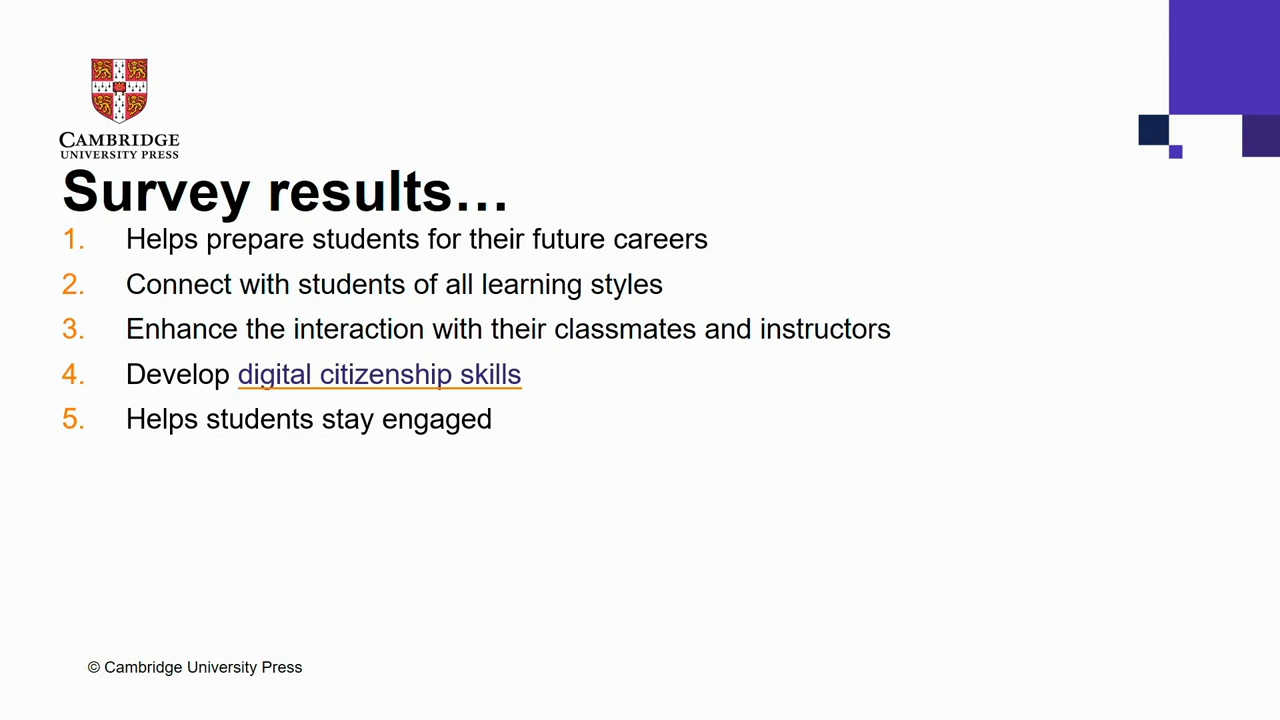 CAMBRIDGE
UNIVERSITY PRESS
Survey results…
1. Helps prepare students for their future careers
2. Connect with students of all learning styles
3. Enhance the interaction with their classmates and instructors
4. Develop digital citizenship skills
5. Helps students stay engaged
© Cambridge University Press